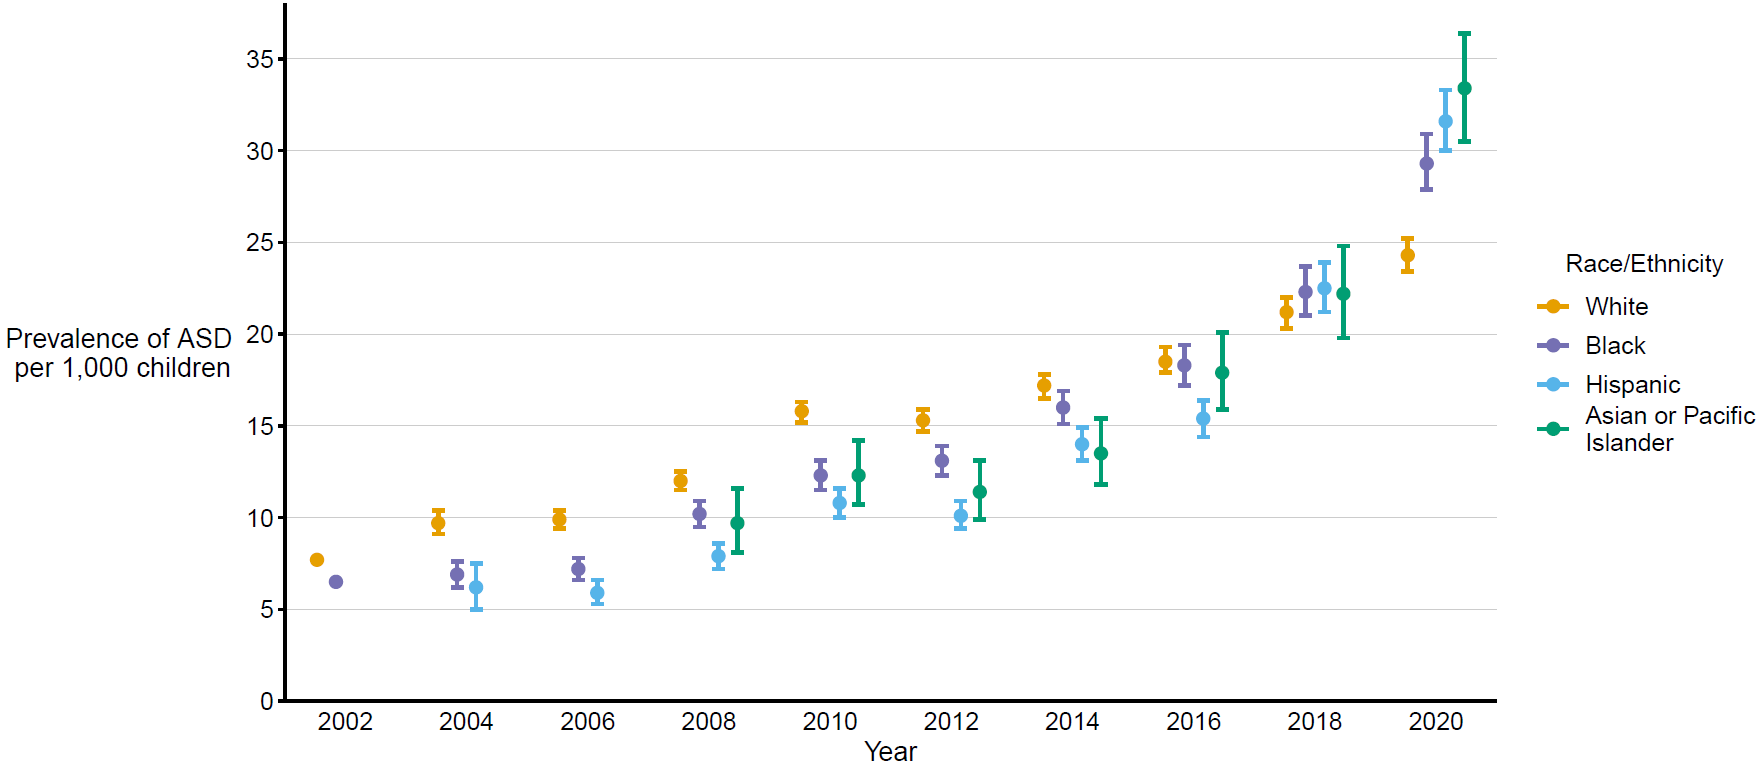 35
30
25
20
15
10
5
0
Prevalence of ASD
per 1,000 children
2002 2004 2006 2008 2010 2012 2014 2016 2018 2020
Year
Race/Ethnicity
White
Black
Hispanic
Asian or Pacific
Islander